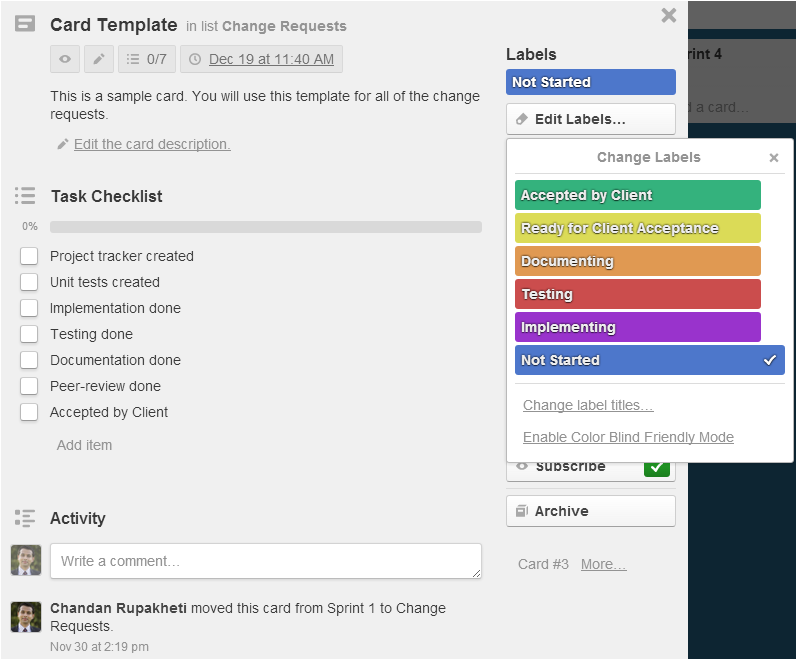 Card Template in list Change Requests
0/7
Dec 19 at 11:40 AM
This is a sample card. You will use this template for all of the change
requests.
Edit the card description.
Task Checklist
0%
Project tracker created
Unit tests created
Implementation done
Testing done
Documentation done
Peer-review done
Accepted by Client
Add item
Activity
Write a comment…
Chandan Rupakheti moved this card from Sprint 1 to Change
Requests.
Nov 30 at 2:19 pm
Labels
Not Started
Edit Labels…
Change Labels
Accepted by Client
Ready for Client Acceptance
Documenting
Testing
Implementing
Not Started
Change label titles…
Enable Color Blind Friendly Mode
Subscribe
Archive
Card #3 More…
4
a card…